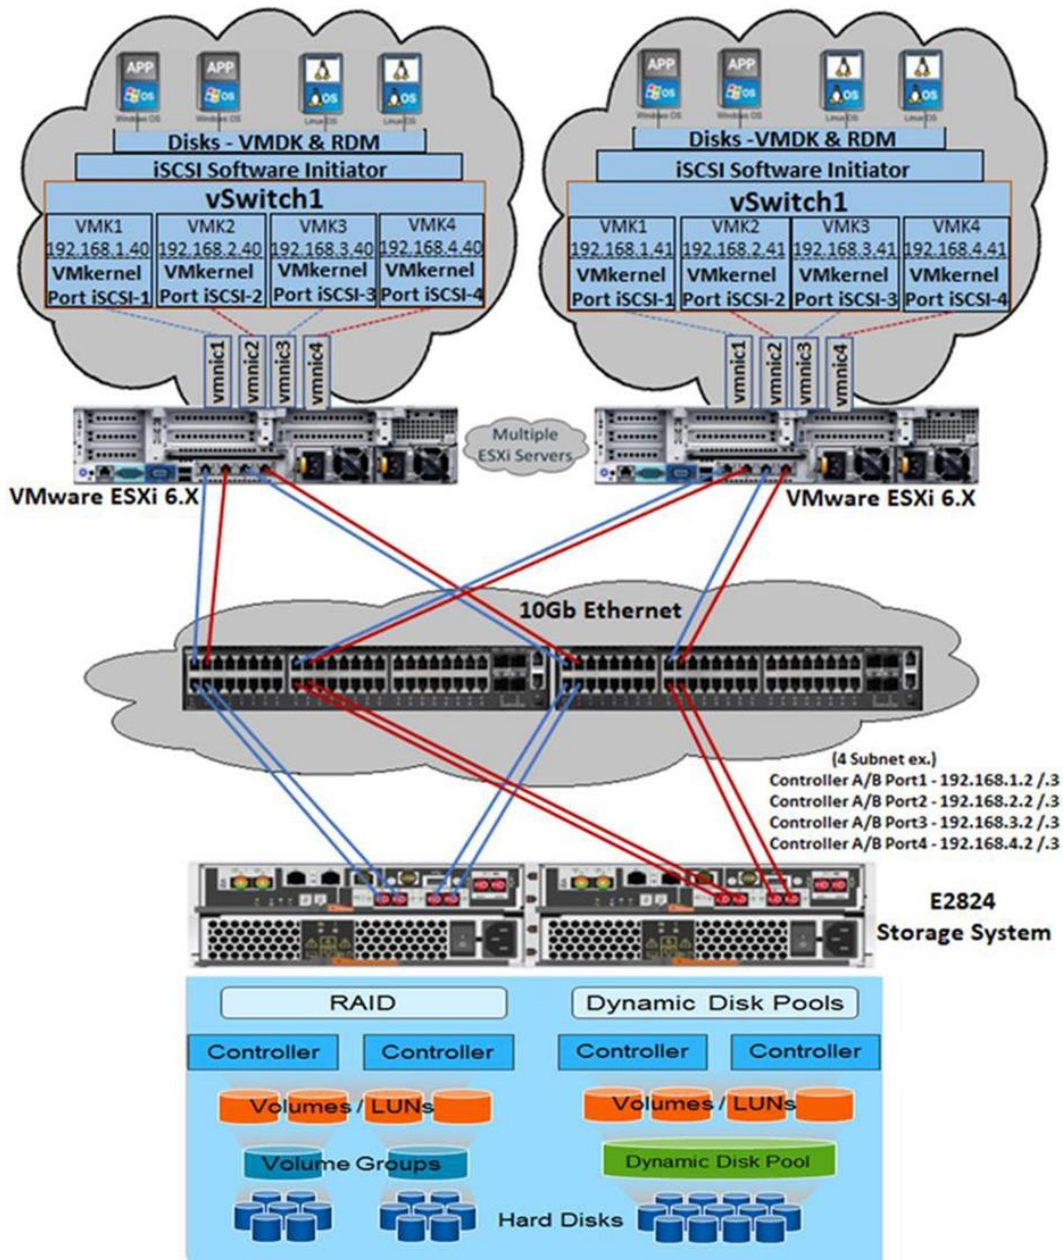 APP APP
OS OS OS OS
Windows OS Windows OS Linux OS Linux OS
Disks - VMDK & RDM
iSCSI Software Initiator
vSwitch1
VMK1 VMK2 VMK3 VMK4
192.168.1.40 192.168.2.40 192.168.3.40 192.168.4.40
VMkernel VMkernel VMkernel VMkernel
Port iSCSI-1 Port iSCSI-2 Port iSCSI-3 Port iSCSI-4
vmnic1 vmnic2 vmnic3 vmnic4
VMware ESXi 6.X
APP APP
OS OS OS OS
Windows OS Windows OS Linux OS Linux OS
Disks -VMDK & RDM
iSCSI Software Initiator
vSwitch1
VMK1 VMK2 VMK3 VMK4
192.168.1.41 192.168.2.41 192.168.3.41 192.168.4.41
VMkernel VMkernel VMkernel VMkernel
Port iSCSI-1 Port iSCSI-2 Port iSCSI-3 Port iSCSI-4
vmnic1 vmnic2 vmnic3 vmnic4
Multiple
ESXi Servers
VMware ESXi 6.X
10Gb Ethernet
(4 Subnet ex.)
Controller A/B Port1 - 192.168.1.2 /.3
Controller A/B Port2 - 192.168.2.2 /.3
Controller A/B Port3 - 192.168.3.2 /.3
Controller A/B Port4 - 192.168.4.2 /.3
E2824
Storage System
RAID Dynamic Disk Pools
Controller Controller Controller Controller
Volumes / LUNs Volumes / LUNs
Volume Groups Dynamic Disk Pool
Hard Disks